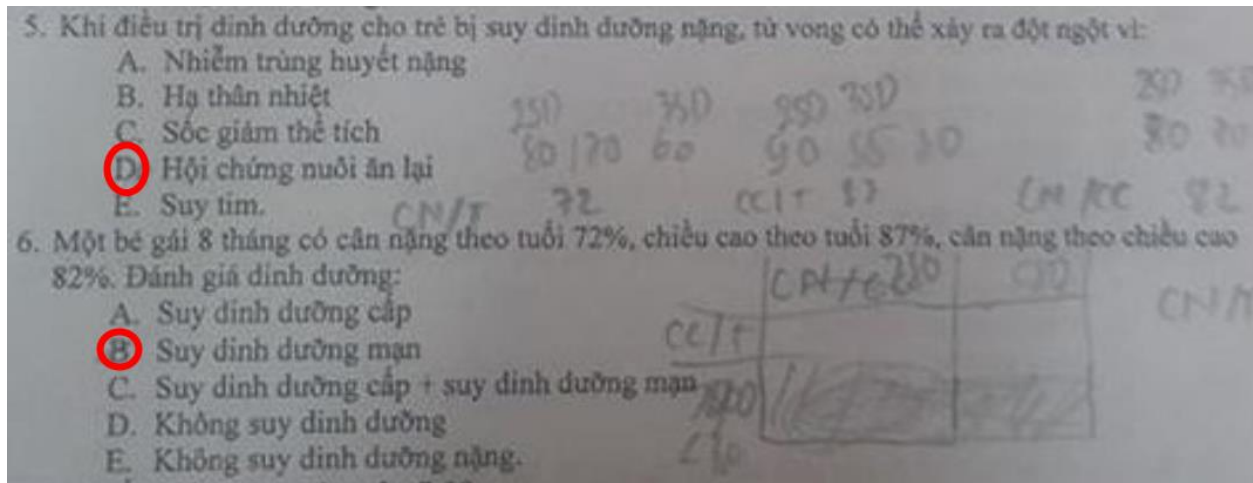 5. Khi điều trị dinh dưỡng cho trẻ bị suy dinh dưỡng nặng, tử vong có thể xảy ra đột ngột vì:
A. Nhiễm trùng huyết nặng
B. Hạ thân nhiệt
C. Sốc giảm thể tích
D. Hội chứng nuôi ăn lại
E. Suy tim.
CN/T 72 CC/T 87 CN/CC 82
6. Một bé gái 8 tháng có cân nặng theo tuổi 72%, chiều cao theo tuổi 87%, cân nặng theo chiều cao
82%. Đánh giá dinh dưỡng:
A. Suy dinh dưỡng cấp
B. Suy dinh dưỡng mạn
CC/T
C. Suy dinh dưỡng cấp + suy dinh dưỡng mạn
D. Không suy dinh dưỡng
E. Không suy dinh dưỡng nặng.